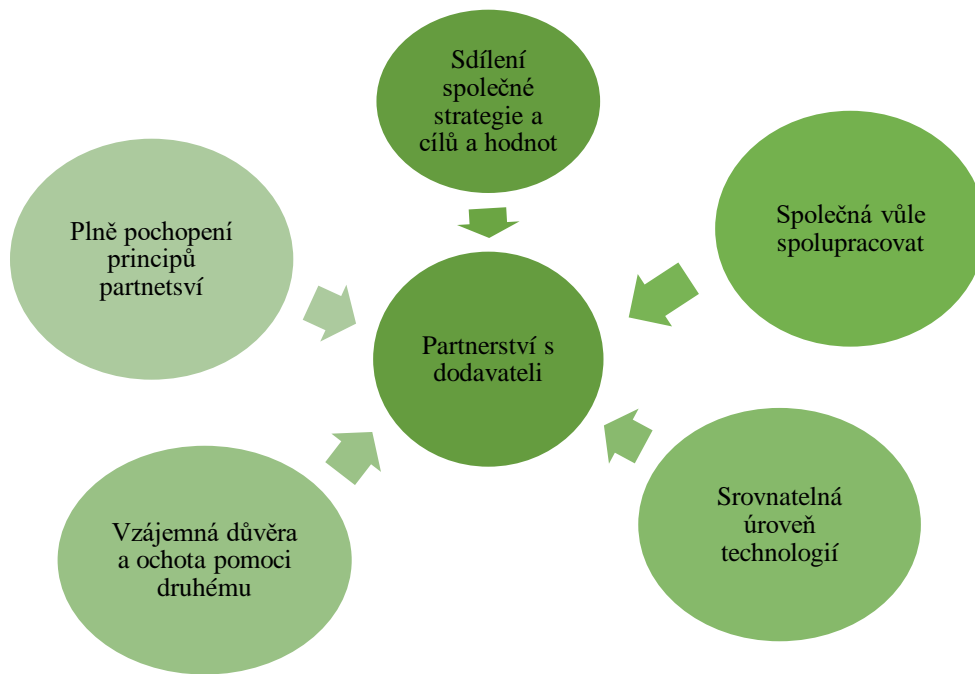 Sdílení
společné
strategie a
cílů a hodnot
Společná vůle
spolupracovat
Plně pochopení
principů
partnetsví
Partnerství s
dodavateli
Srovnatelná
úroveň
technologií
Vzájemná důvěra
a ochota pomoci
druhému